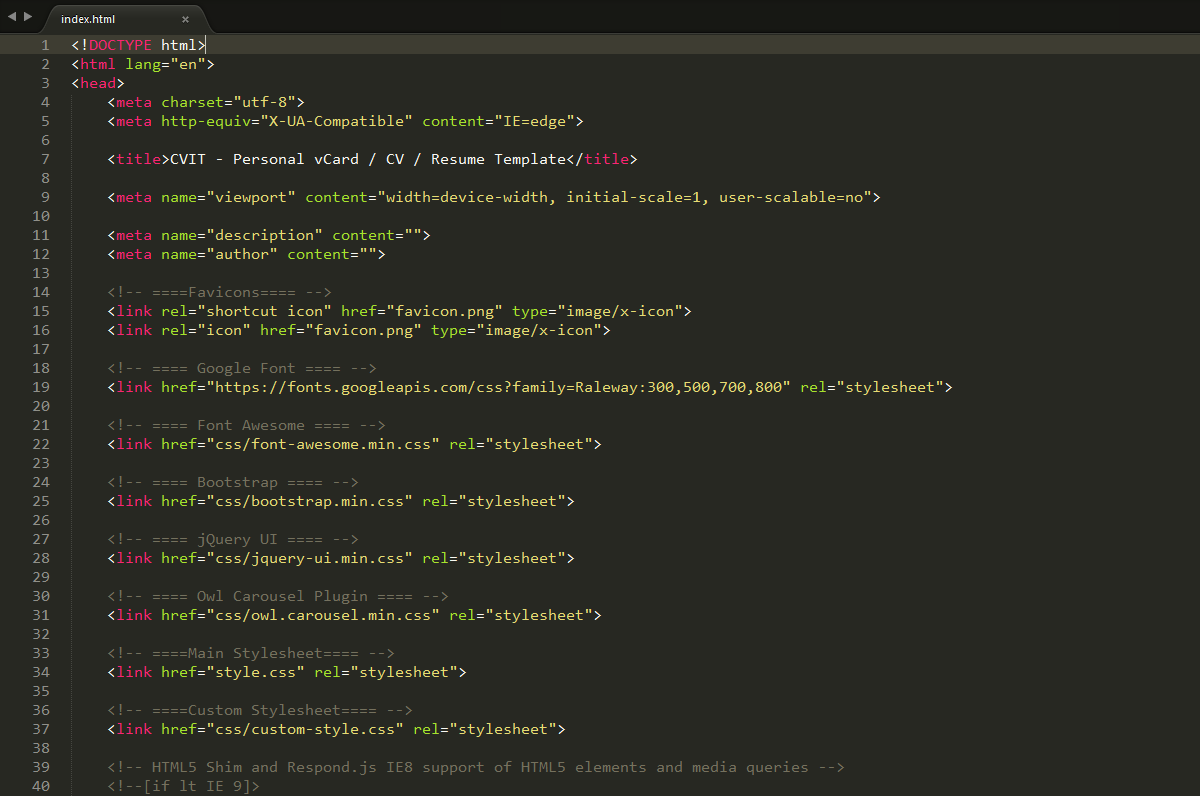 index.html ×
1 <!DOCTYPE html>
2 <html lang="en">
3 <head>
4 <meta charset="utf-8">
5 <meta http-equiv="X-UA-Compatible" content="IE=edge">
6
7 <title>CVIT - Personal vCard / CV / Resume Template</title>
8
9 <meta name="viewport" content="width=device-width, initial-scale=1, user-scalable=no">
10
11 <meta name="description" content="">
12 <meta name="author" content="">
13
14 <!-- ====Favicons==== -->
15 <link rel="shortcut icon" href="favicon.png" type="image/x-icon">
16 <link rel="icon" href="favicon.png" type="image/x-icon">
17
18 <!-- ==== Google Font ==== -->
19 <link href="https://fonts.googleapis.com/css?family=Raleway:300,500,700,800" rel="stylesheet">
20
21 <!-- ==== Font Awesome ==== -->
22 <link href="css/font-awesome.min.css" rel="stylesheet">
23
24 <!-- ==== Bootstrap ==== -->
25 <link href="css/bootstrap.min.css" rel="stylesheet">
26
27 <!-- ==== jQuery UI ==== -->
28 <link href="css/jquery-ui.min.css" rel="stylesheet">
29
30 <!-- ==== Owl Carousel Plugin ==== -->
31 <link href="css/owl.carousel.min.css" rel="stylesheet">
32
33 <!-- ====Main Stylesheet==== -->
34 <link href="style.css" rel="stylesheet">
35
36 <!-- ====Custom Stylesheet==== -->
37 <link href="css/custom-style.css" rel="stylesheet">
38
39 <!-- HTML5 Shim and Respond.js IE8 support of HTML5 elements and media queries -->
40 <!--[if lt IE 9]>